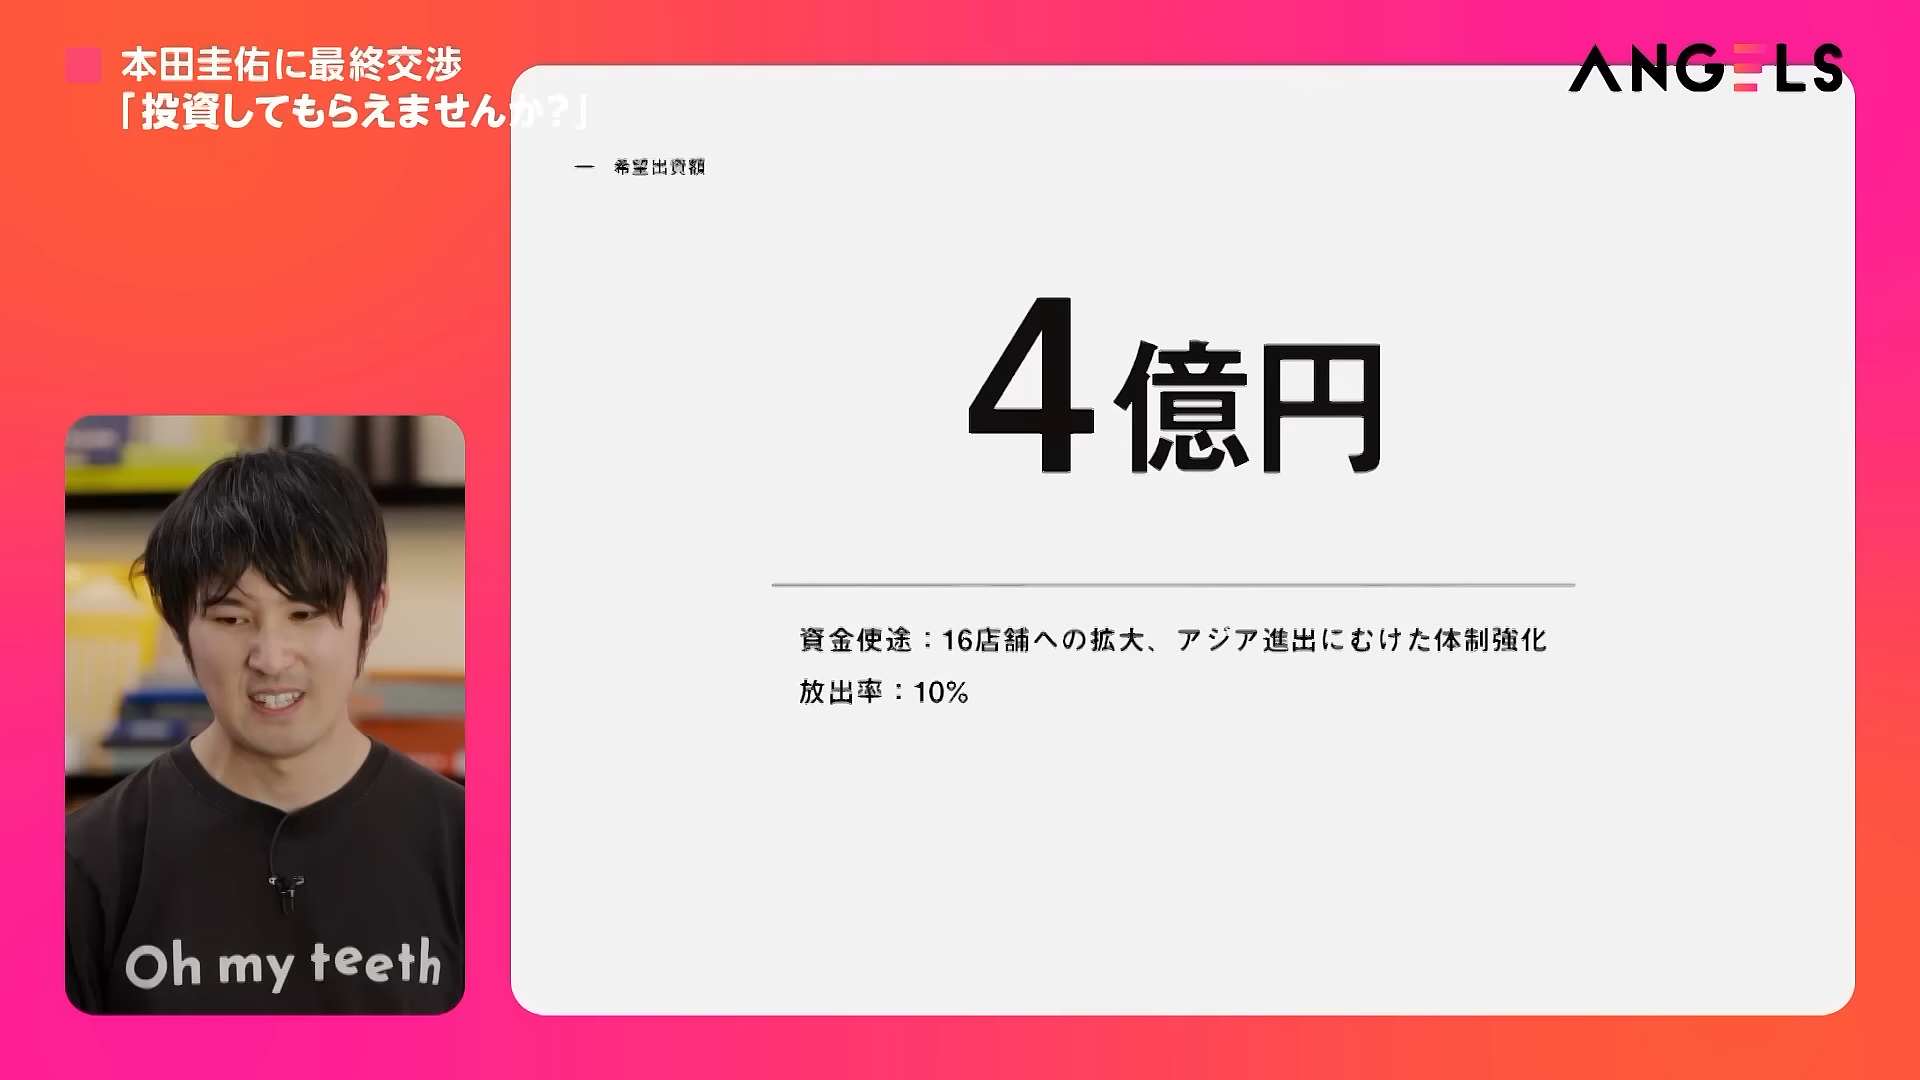 本田圭佑に最終交渉
「投資してもらえませんか?」
ANGELS
— 希望出資額
4億円
資金使途：16店舗への拡大、アジア進出にむけた体制強化
放出率：10%
Oh my teeth